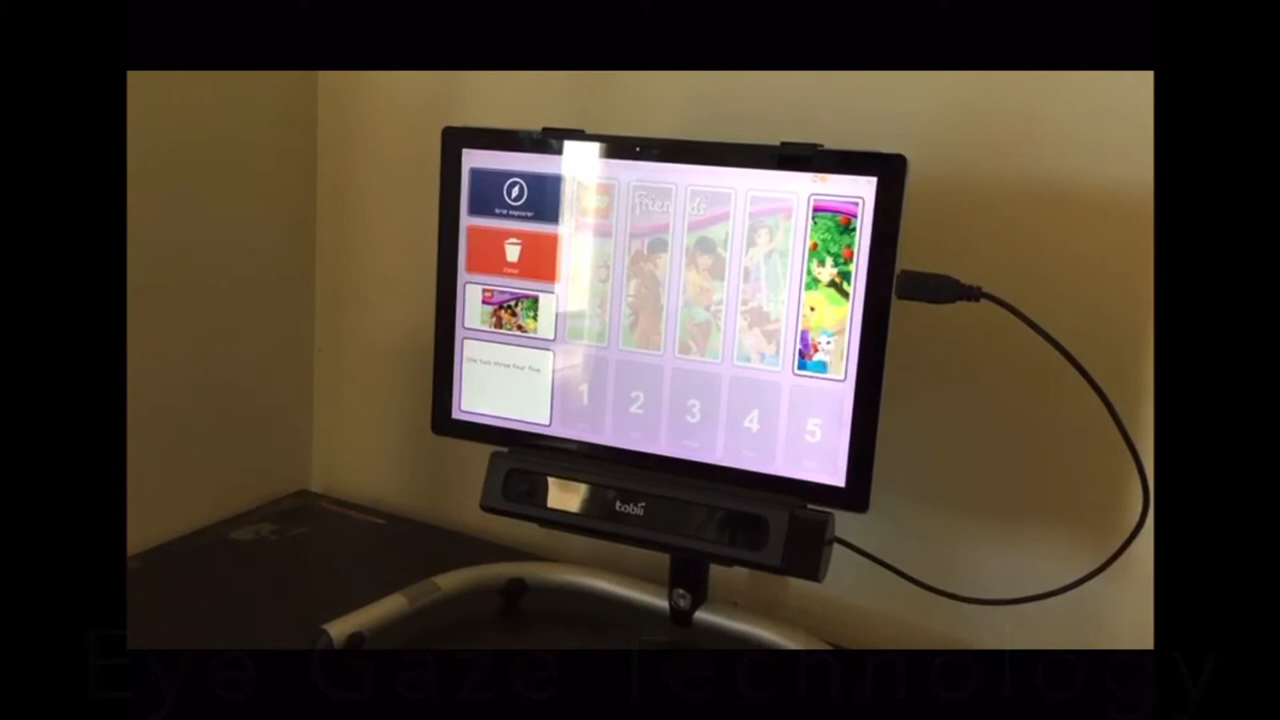 Grid explorer
Clear
LEGO
Friends
One two three four five
1
2
3
4
5
tobii
Eye Gaze Technology